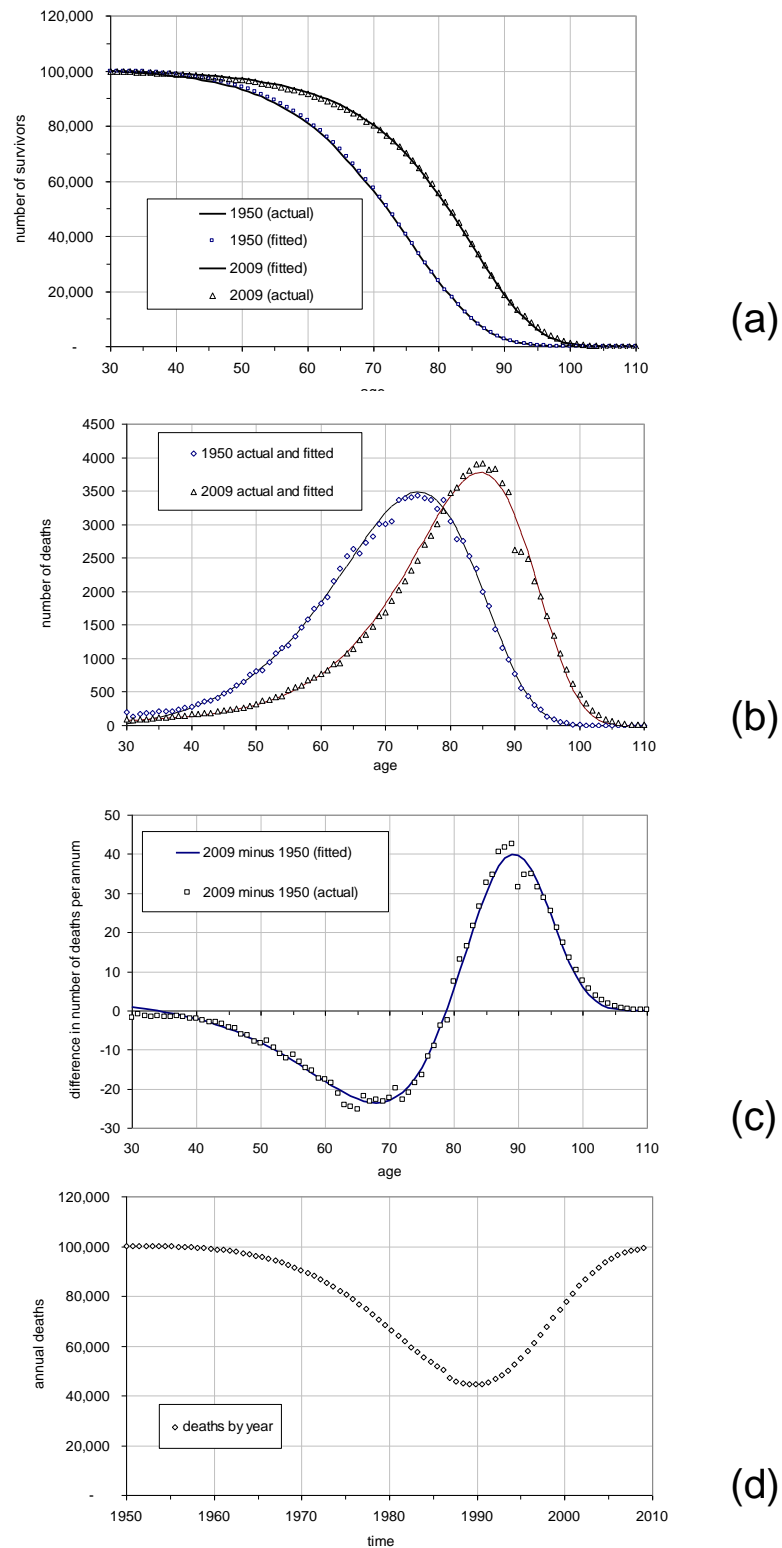 120,000
100,000
80,000
60,000
40,000
20,000
-
number of survivors
1950 (actual)
1950 (fitted)
2009 (fitted)
2009 (actual)
30 40 50 60 70 80 90 100 110
age
(a)
4500
4000
3500
3000
2500
2000
1500
1000
500
0
number of deaths
1950 actual and fitted
2009 actual and fitted
30 40 50 60 70 80 90 100 110
age
(b)
50
40
30
20
10
0
-10
-20
-30
difference in number of deaths per annum
2009 minus 1950 (fitted)
2009 minus 1950 (actual)
30 40 50 60 70 80 90 100 110
age
(c)
120,000
100,000
80,000
60,000
40,000
20,000
-
annual deaths
deaths by year
1950 1960 1970 1980 1990 2000 2010
time
(d)